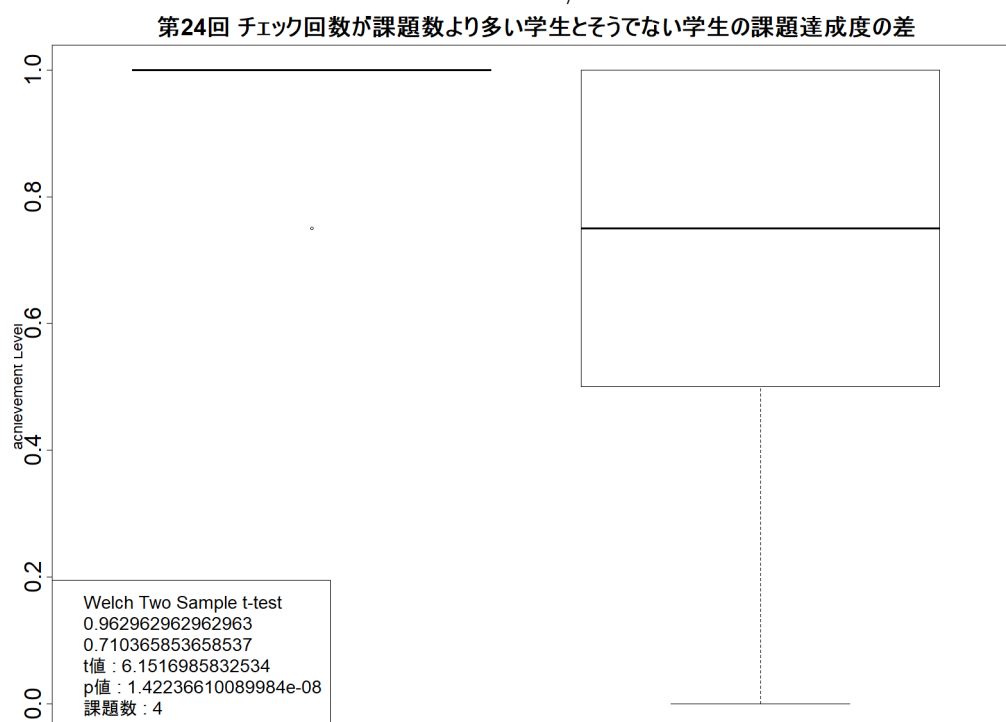 第24回 チェック回数が課題数より多い学生とそうでない学生の課題達成度の差
1.0
0.8
0.6
0.4
0.2
0.0
achievement Level
Welch Two Sample t-test
0.962962962962963
0.710365853658537
t値 : 6.1516985832534
p値 : 1.42236610089984e-08
課題数 : 4